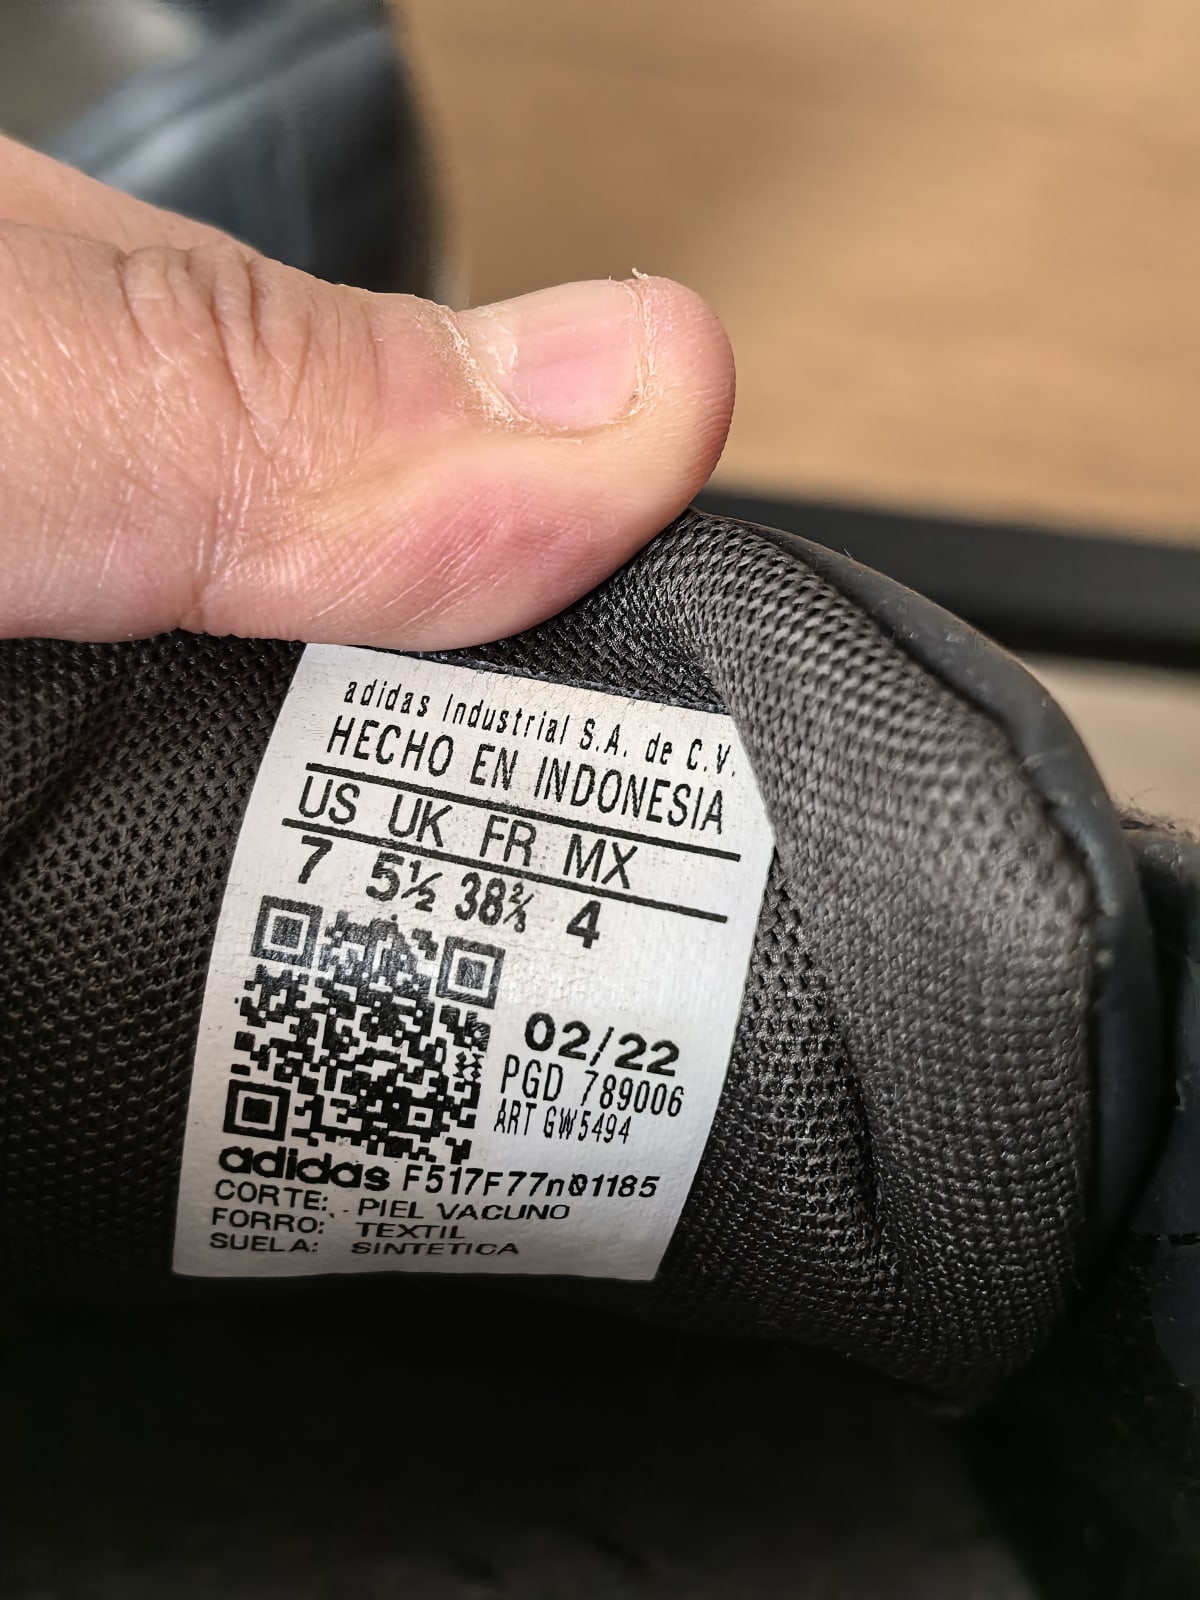 adidas Industrial S.A. de C.V.
HECHO EN INDONESIA
US UK FR MX
7 5½ 38⅔ 4
02/22
PGD 789006
ART GW5494
adidas F517F77n01185
CORTE: PIEL VACUNO
FORRO: TEXTIL
SUELA: SINTETICA